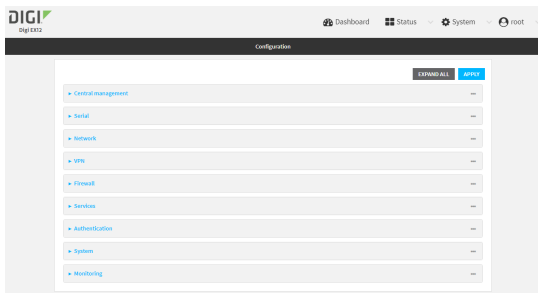 DIGI
Digi EX12
Dashboard
Status
System
root
Configuration
EXPAND ALL
APPLY
Central management
Serial
Network
VPN
Firewall
Services
Authentication
System
Monitoring